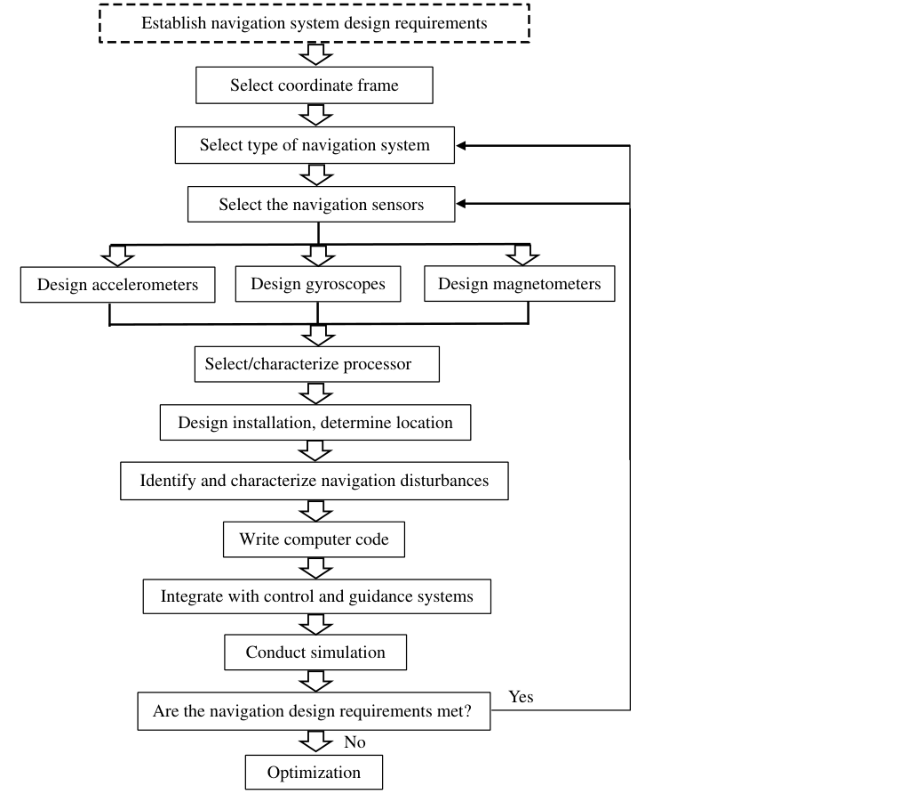 Establish navigation system design requirements
Select coordinate frame
Select type of navigation system
Select the navigation sensors
Design accelerometers
Design gyroscopes
Design magnetometers
Select/characterize processor
Design installation, determine location
Identify and characterize navigation disturbances
Write computer code
Integrate with control and guidance systems
Conduct simulation
Are the navigation design requirements met?
Yes
No
Optimization